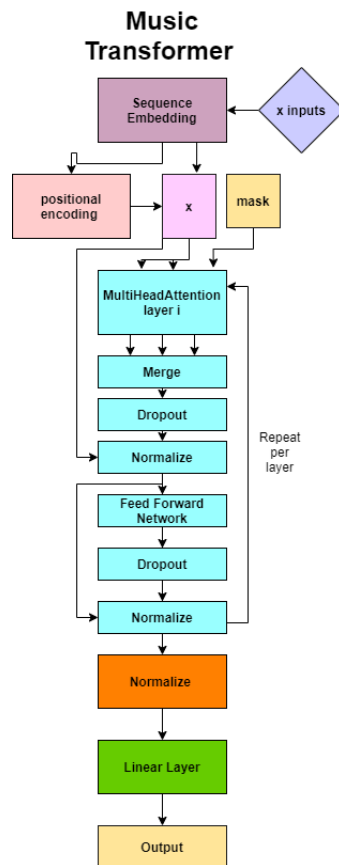 Music
Transformer
Sequence
Embedding
x inputs
positional
encoding
x
mask
MultiHeadAttention
layer i
Merge
Dropout
Normalize
Repeat
per
layer
Feed Forward
Network
Dropout
Normalize
Normalize
Linear Layer
Output